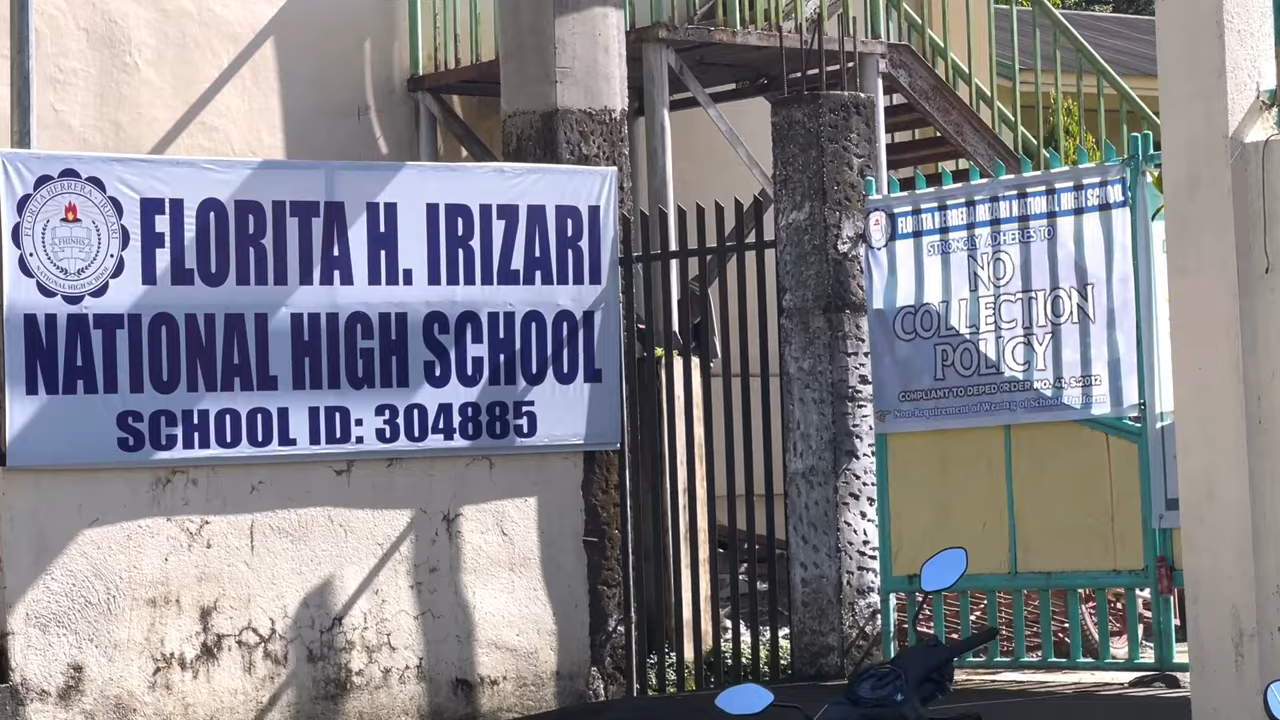 FLORITA HERRERA IRIZARI
FHINHS
NATIONAL HIGH SCHOOL
FLORITA H. IRIZARI
NATIONAL HIGH SCHOOL
SCHOOL ID: 304885
FLORITA HERRERA IRIZARI NATIONAL HIGH SCHOOL
STRONGLY ADHERES TO
NO
COLLECTION
POLICY
COMPLIANT TO DEPED ORDER NO. 41, S.2012
Non-Requirement of Wearing of School Uniform